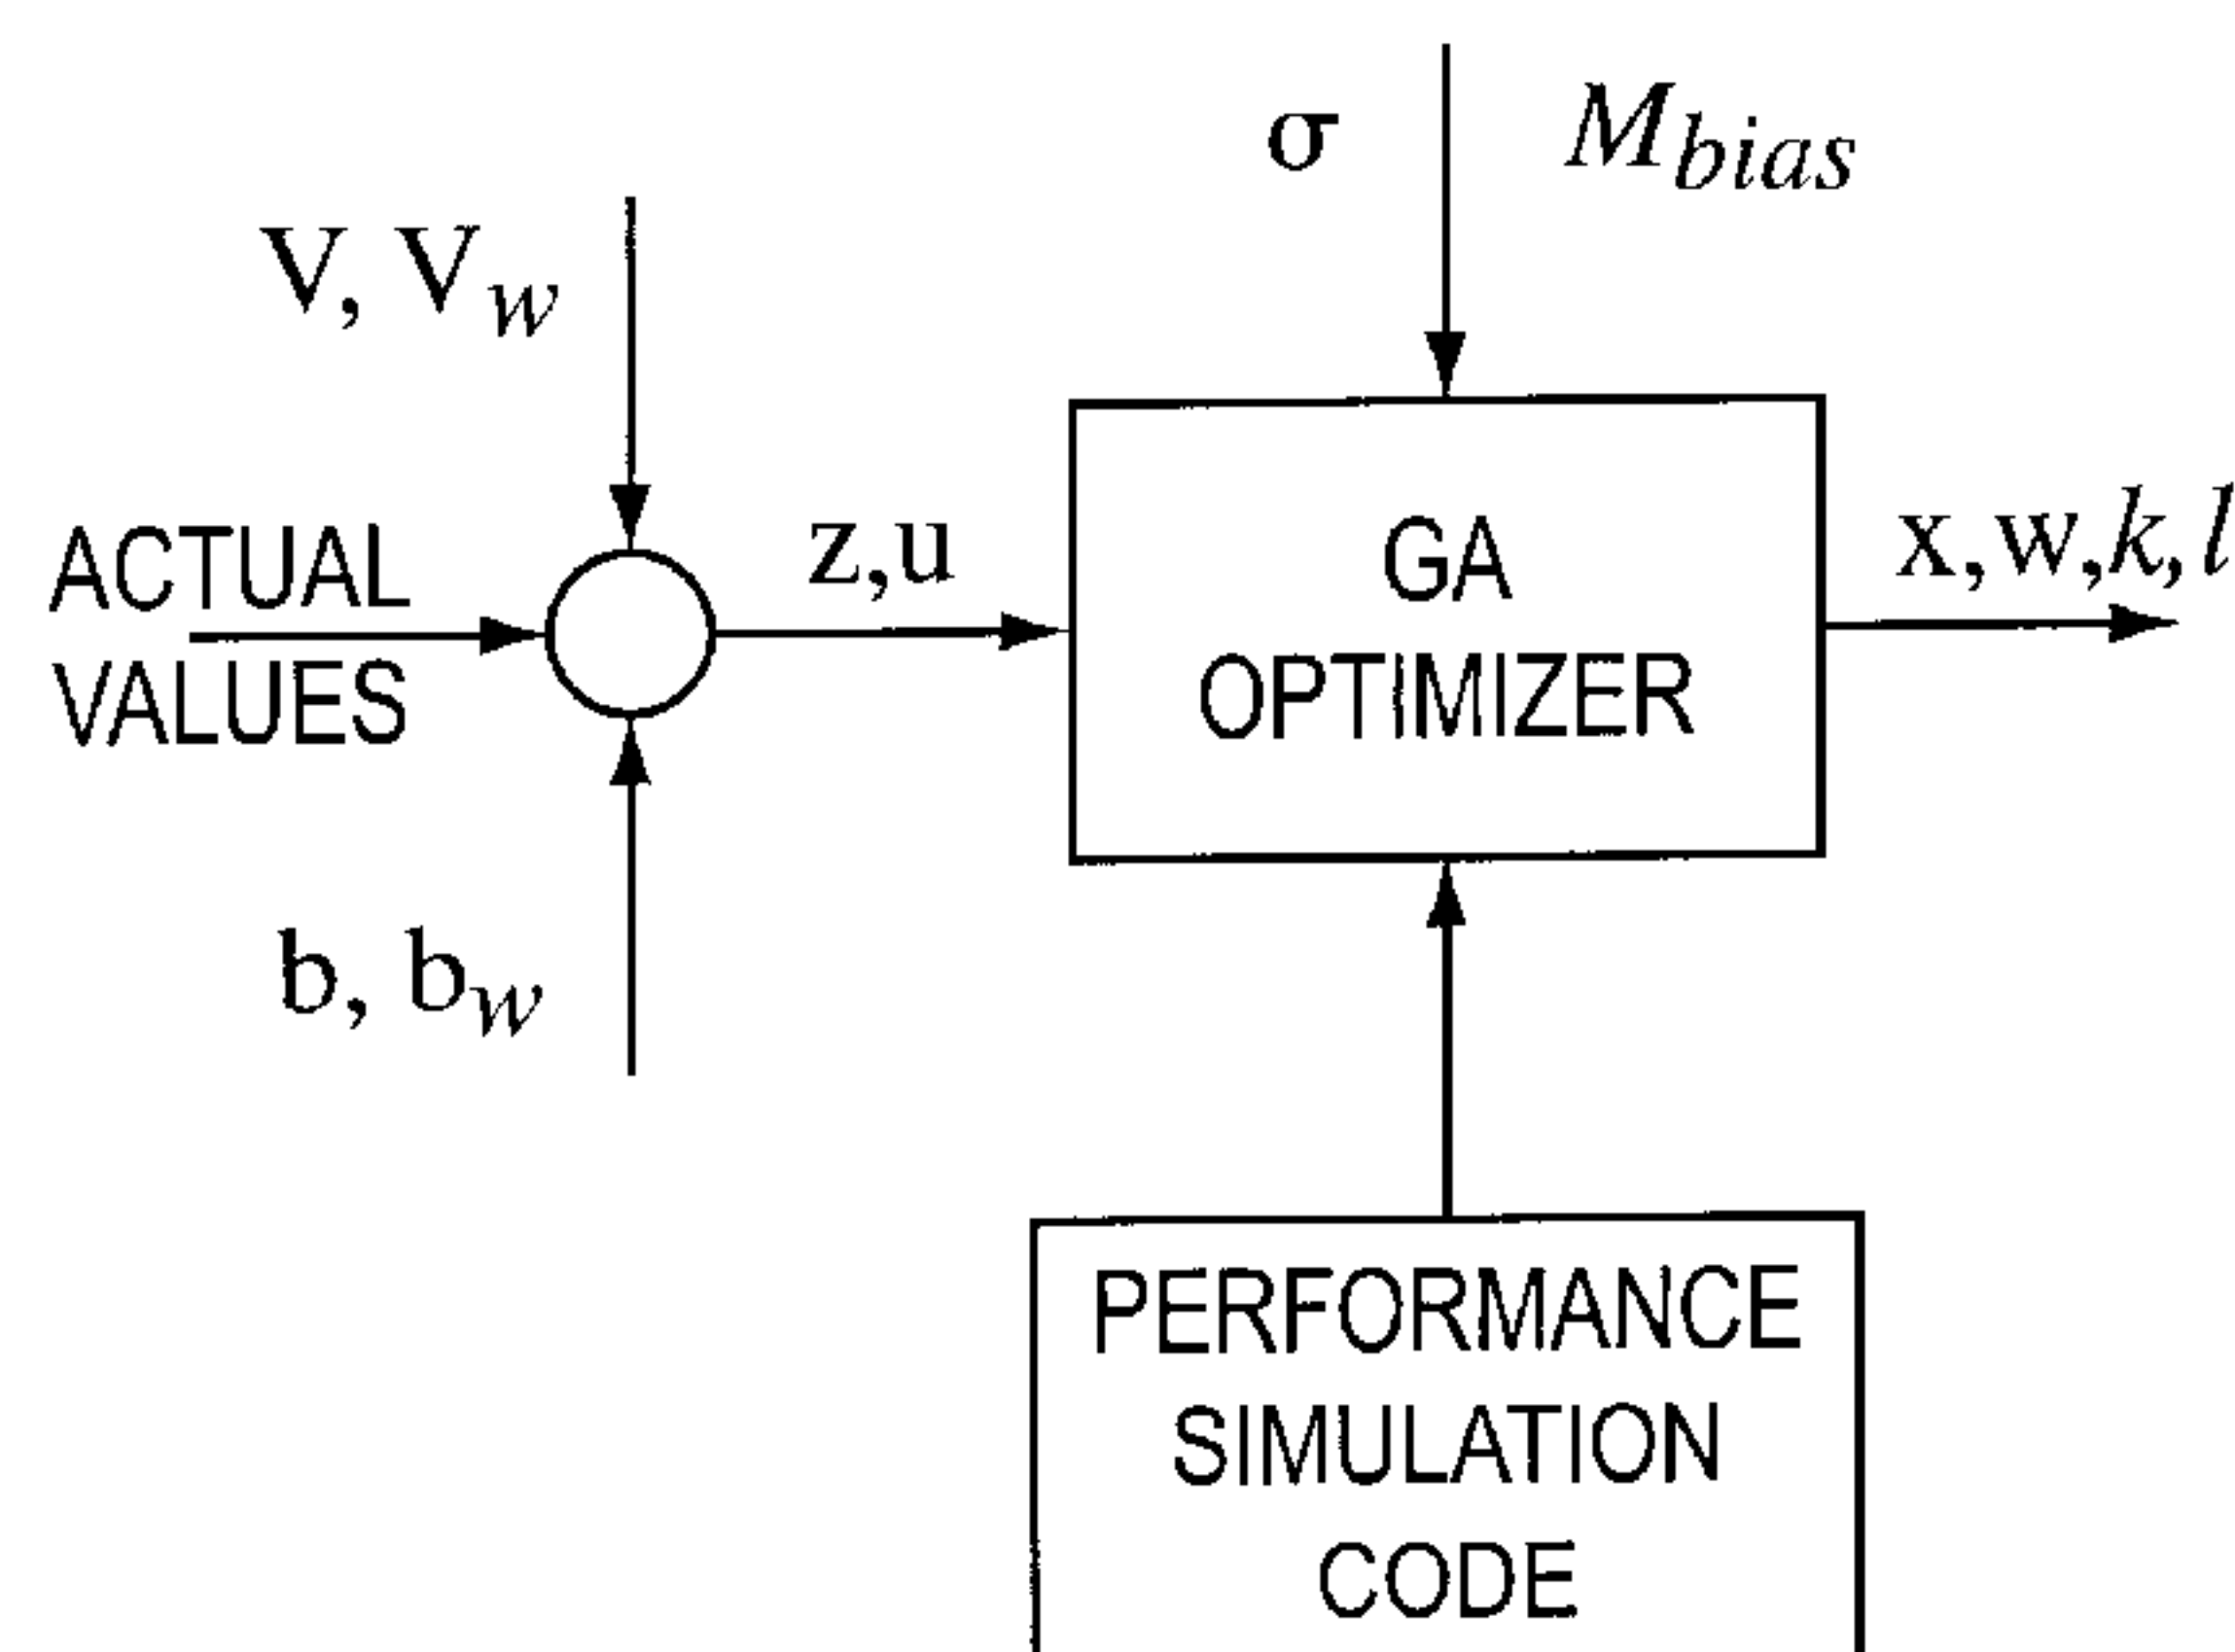 σ
M_bias
V, V_w
ACTUAL
VALUES
z,u
GA
OPTIMIZER
x,w,k,l
b, b_w
PERFORMANCE
SIMULATION
CODE